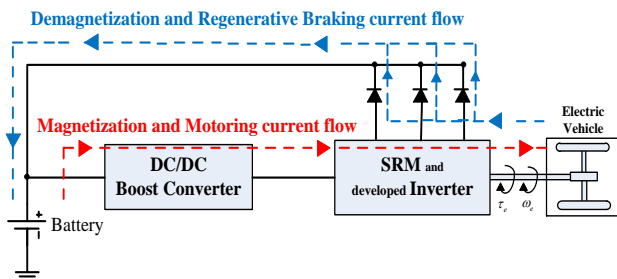 Demagnetization and Regenerative Braking current flow
Magnetization and Motoring current flow
Electric
Vehicle
DC/DC
Boost Converter
SRM and
developed Inverter
+
Battery
τₑ ωₑ